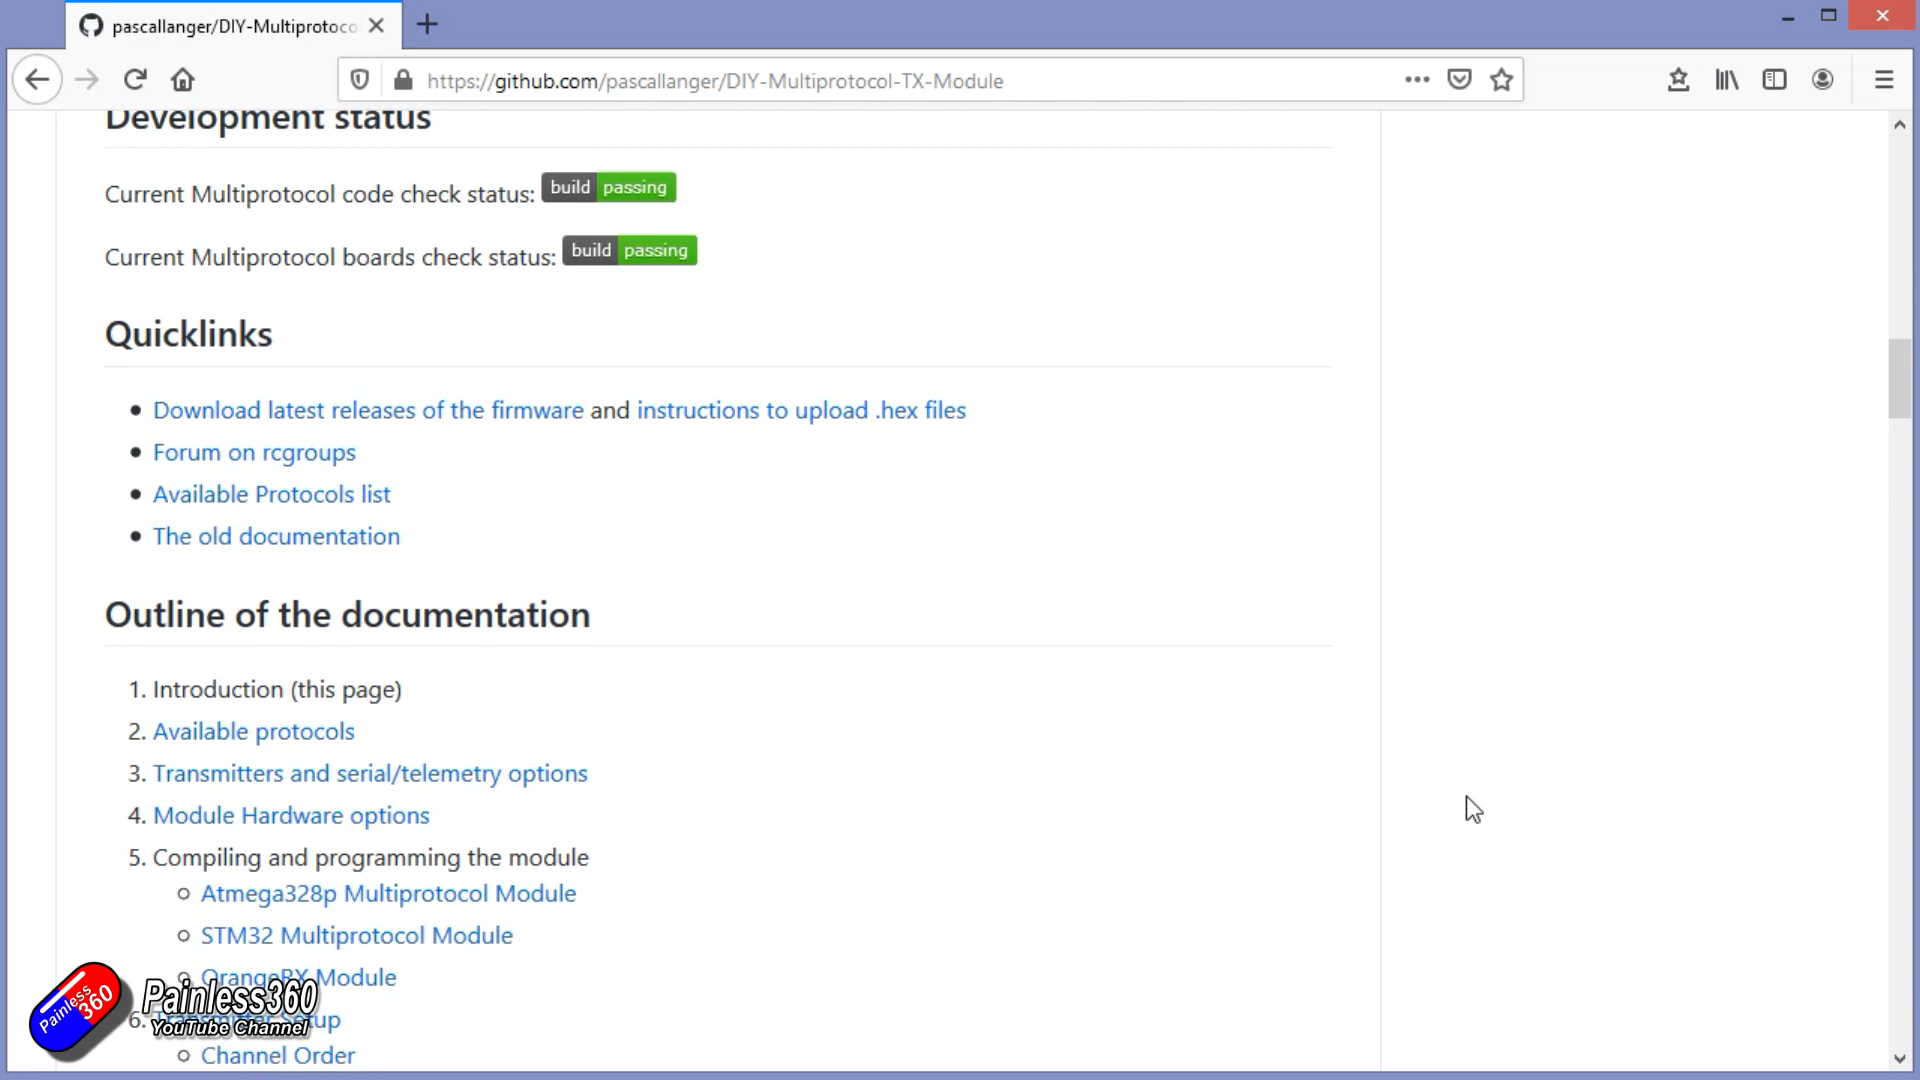 pascallanger/DIY-Multiprotoco
https://github.com/pascallanger/DIY-Multiprotocol-TX-Module
Development status
Current Multiprotocol code check status: build passing
Current Multiprotocol boards check status: build passing
Quicklinks
Download latest releases of the firmware and instructions to upload .hex files
Forum on rcgroups
Available Protocols list
The old documentation
Outline of the documentation
1. Introduction (this page)
2. Available protocols
3. Transmitters and serial/telemetry options
4. Module Hardware options
5. Compiling and programming the module
Atmega328p Multiprotocol Module
STM32 Multiprotocol Module
OrangeRX Module
6. Transmitter Setup
Channel Order
Painless 360
Painless360
YouTube Channel